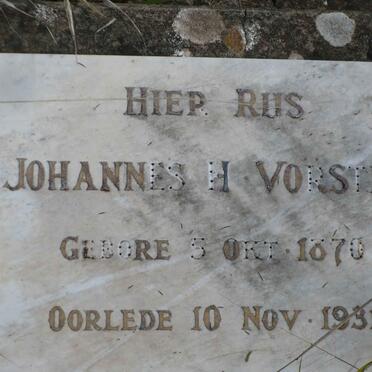 HIER RUS
JOHANNES H VORST
GEBORE 5 OKT. 1870
OORLEDE 10 NOV. 193